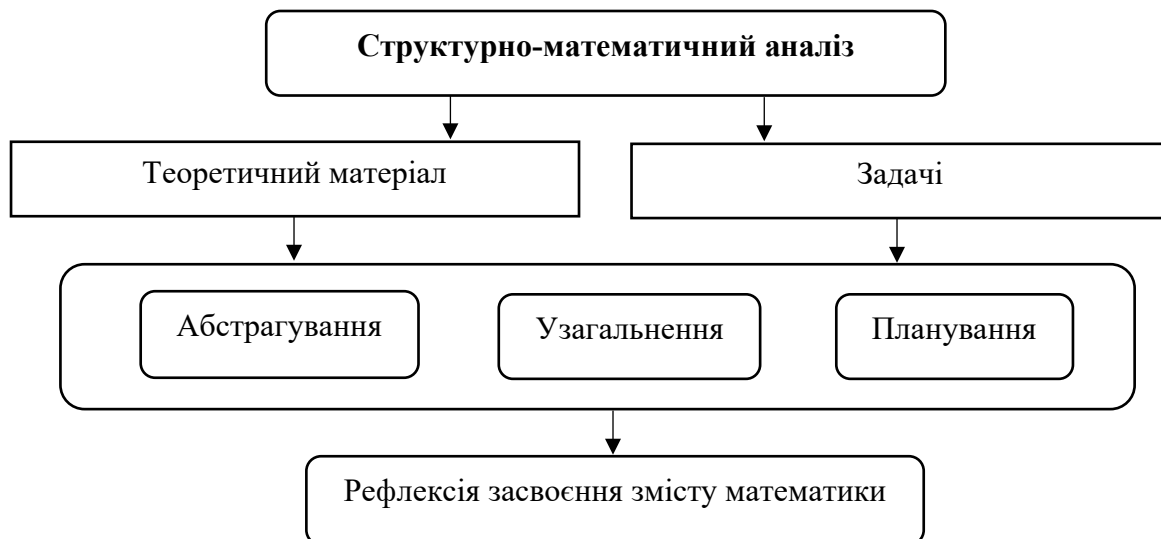 Структурно-математичний аналіз
Теоретичний матеріал
Задачі
Абстрагування
Узагальнення
Планування
Рефлексія засвоєння змісту математики